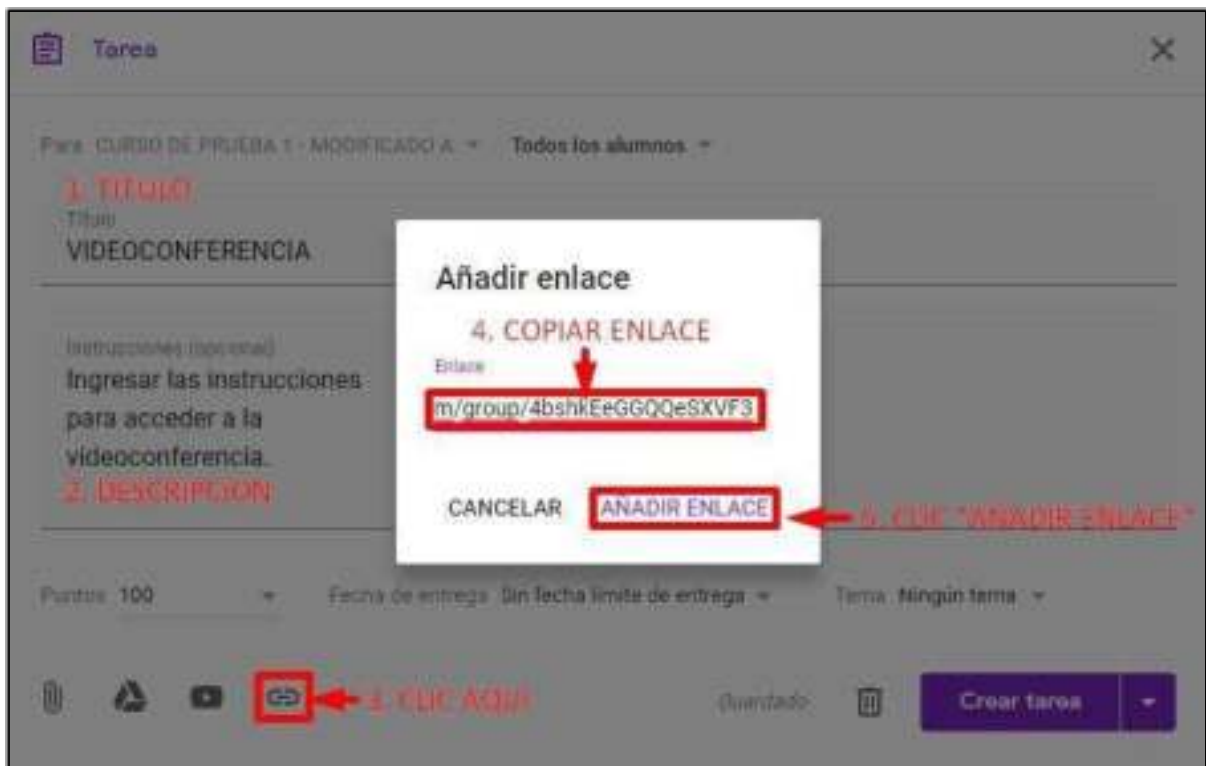 Tarea
Para CURSO DE PRUEBA 1 - MODIFICADO A Todos los alumnos
1. TITULO
Título
VIDEOCONFERENCIA
Instrucciones (opcional)
Ingresar las instrucciones
para acceder a la
videoconferencia.
2. DESCRIPCION
Añadir enlace
4. COPIAR ENLACE
Enlace
m/group/4bshkEeGGQQeSXVF3
CANCELAR AÑADIR ENLACE
5. CLIC "AÑADIR ENLACE"
Puntos 100 Fecha de entrega Sin fecha límite de entrega Tema Ningún tema
3. CLIC AQUI
Guardado
Crear tarea